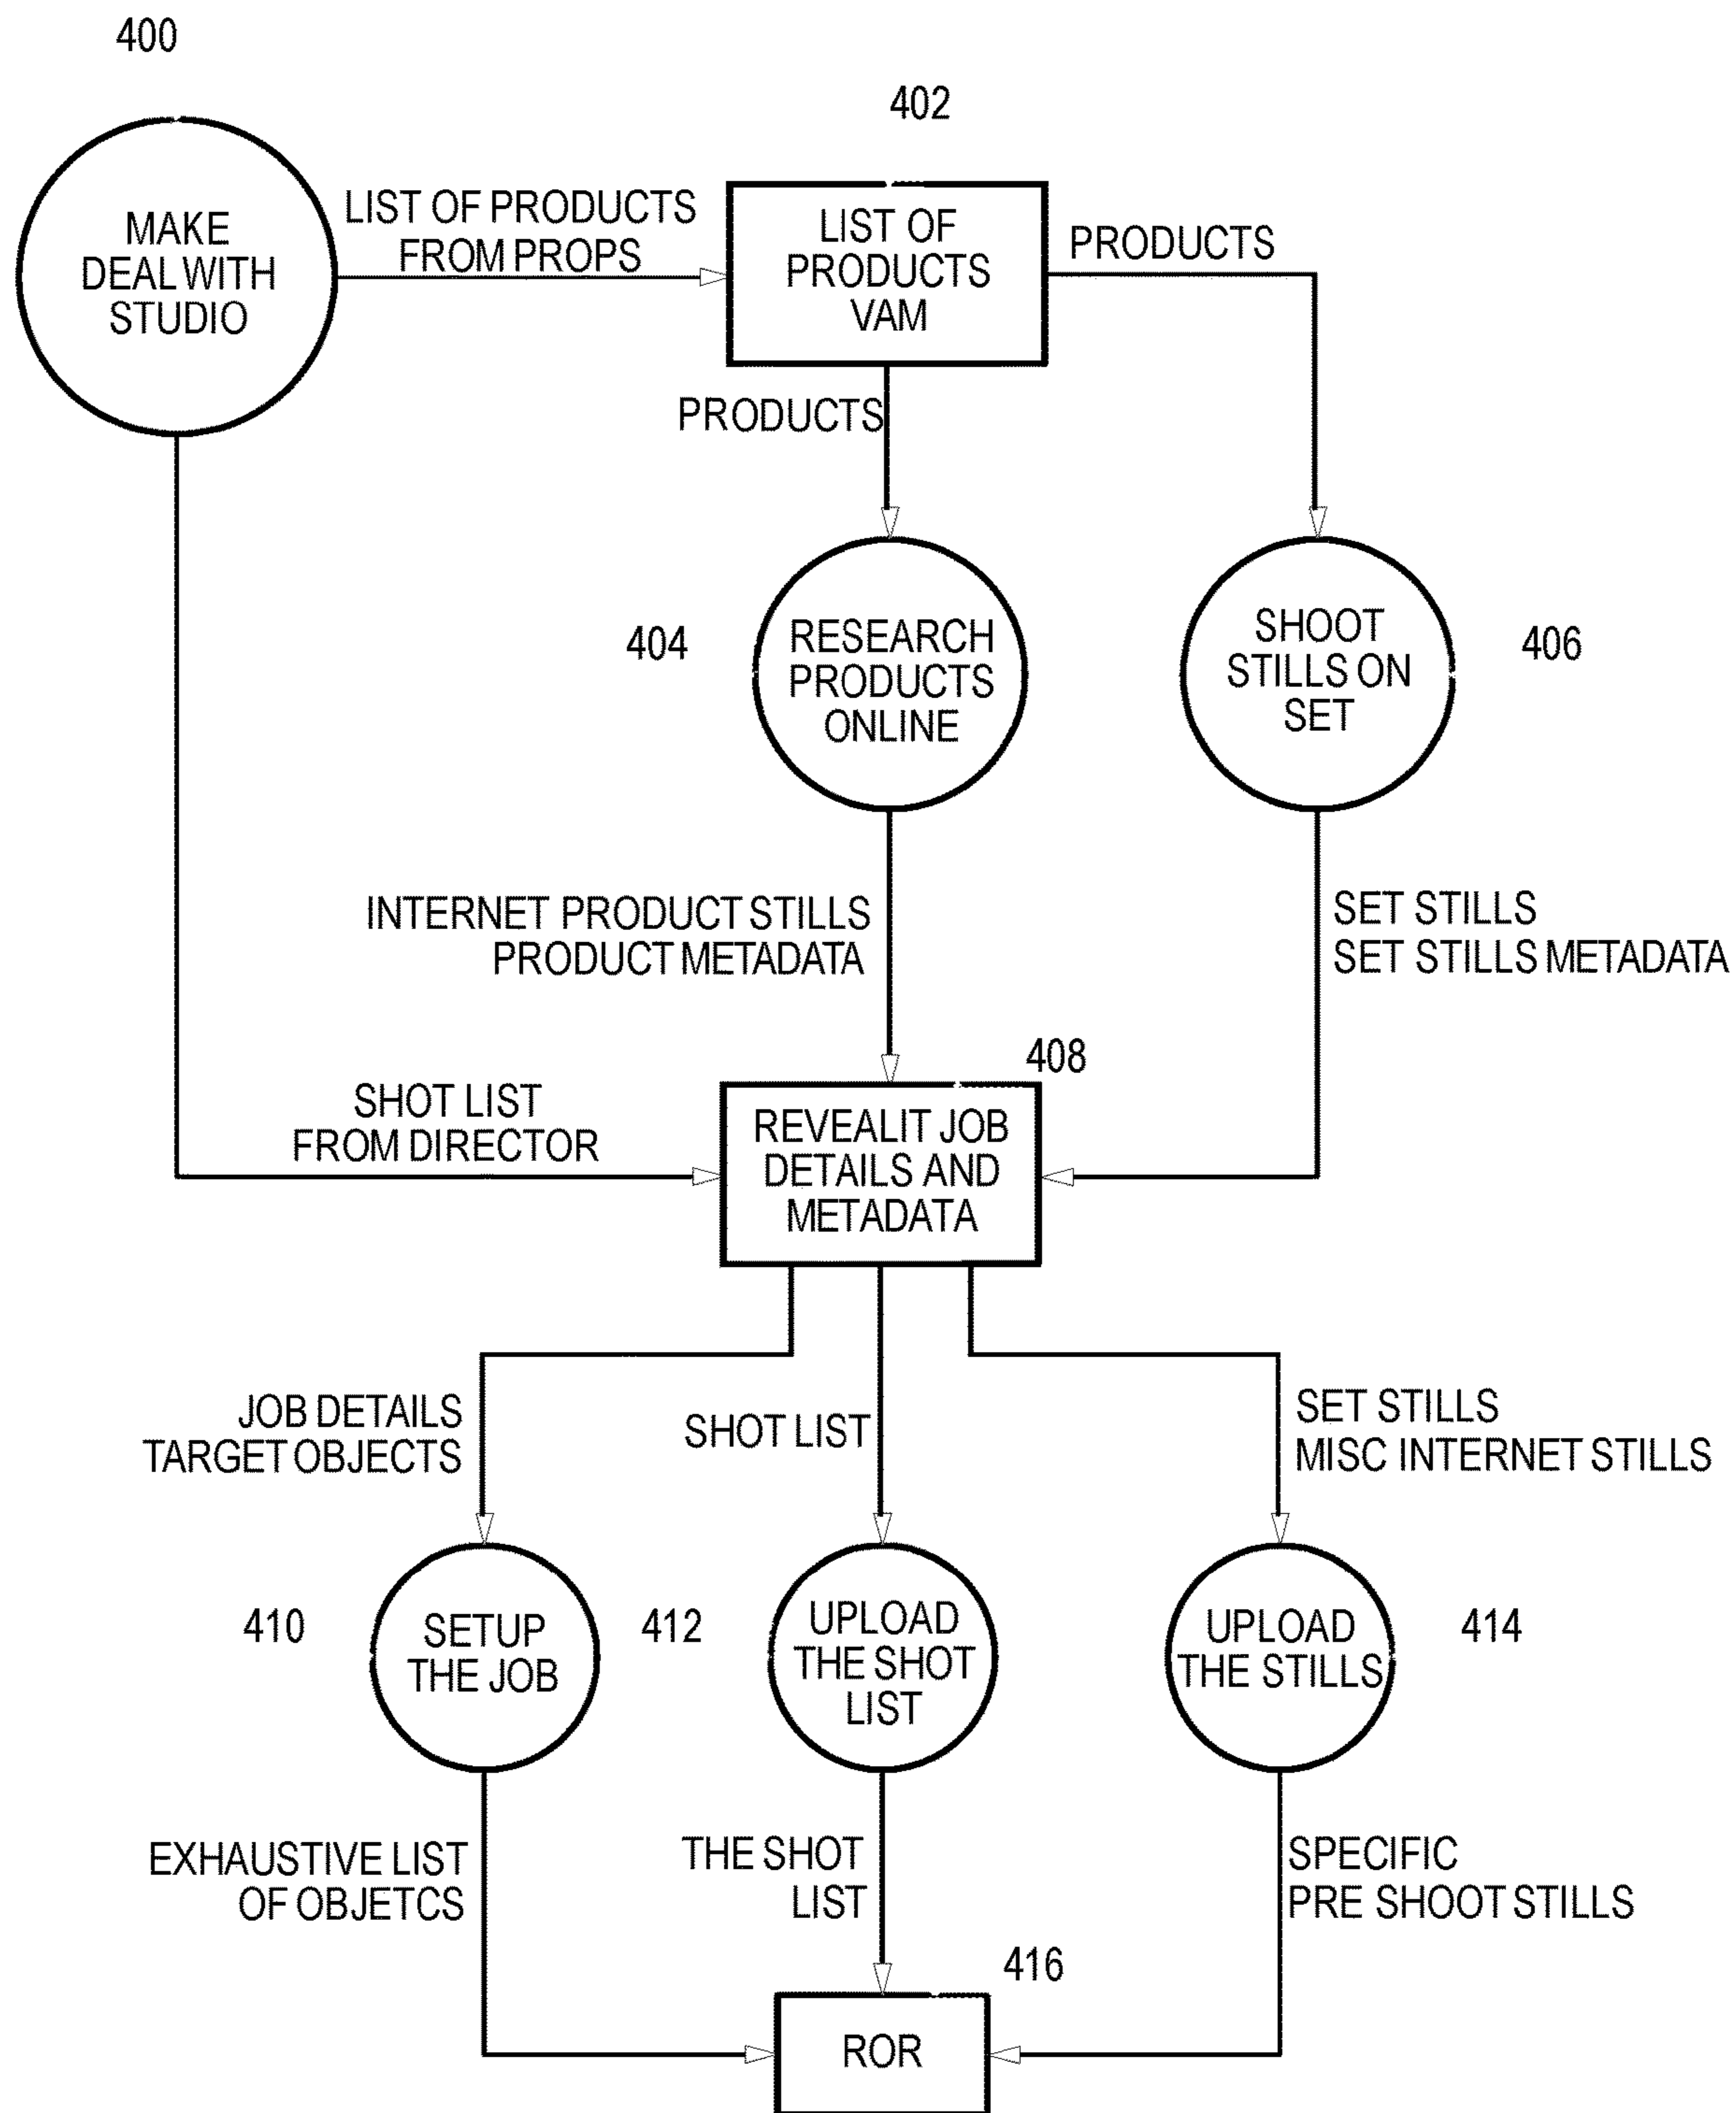 400
402
MAKE
DEAL WITH
STUDIO
LIST OF PRODUCTS
FROM PROPS
LIST OF
PRODUCTS
VAM
PRODUCTS
PRODUCTS
404
RESEARCH
PRODUCTS
ONLINE
SHOOT
STILLS ON
SET
406
INTERNET PRODUCT STILLS
PRODUCT METADATA
SET STILLS
SET STILLS METADATA
408
SHOT LIST
FROM DIRECTOR
REVEALIT JOB
DETAILS AND
METADATA
JOB DETAILS
TARGET OBJECTS
SHOT LIST
SET STILLS
MISC INTERNET STILLS
410
SETUP
THE JOB
412
UPLOAD
THE SHOT
LIST
UPLOAD
THE STILLS
414
EXHAUSTIVE LIST
OF OBJETCS
THE SHOT
LIST
SPECIFIC
PRE SHOOT STILLS
416
ROR